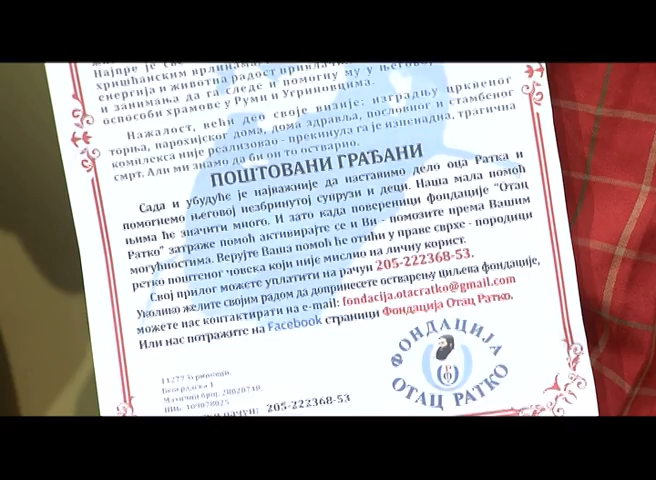 Најпре је
хришћанским врлинама,
енергија и животна радост привлачи
и занимања да га следе и помогну му у његовој
оспособи храмове у Руми и Угриновцима.
Нажалост, већи део своје визије: изградњу црквеног
торња, парохијског дома, дома здравља, пословног и стамбеног
комплекса није реализовао - прекинула га је изненадна, трагична
смрт. Али ми знамо да би он то остварио.
ПОШТОВАНИ ГРАЂАНИ
Сада и убудуће је најважније да наставимо дело оца Ратка и
помогнемо његовој незбринутој супрузи и деци. Наша мала помоћ
њима ће значити много. И зато када повереници фондације "Отац
Ратко" затраже помоћ активирајте се и Ви - помозите према Вашим
могућностима. Верујте Ваша помоћ ће отићи у праве сврхе - породици
ретко поштеног човека који није мислио на личну корист.
Свој прилог можете уплатити на рачун 205-222368-53.
Уколико желите својим радом да допринесете остварењу циљева фондације,
можете нас контактирати на e-mail: fondacija.otacratko@gmail.com
Или нас потражите на Facebook страници Фондација Отац Ратко.
ФОНДАЦИЈА
ОТАЦ РАТКО
Матични број: 28020740,
рачун: 205-222368-53